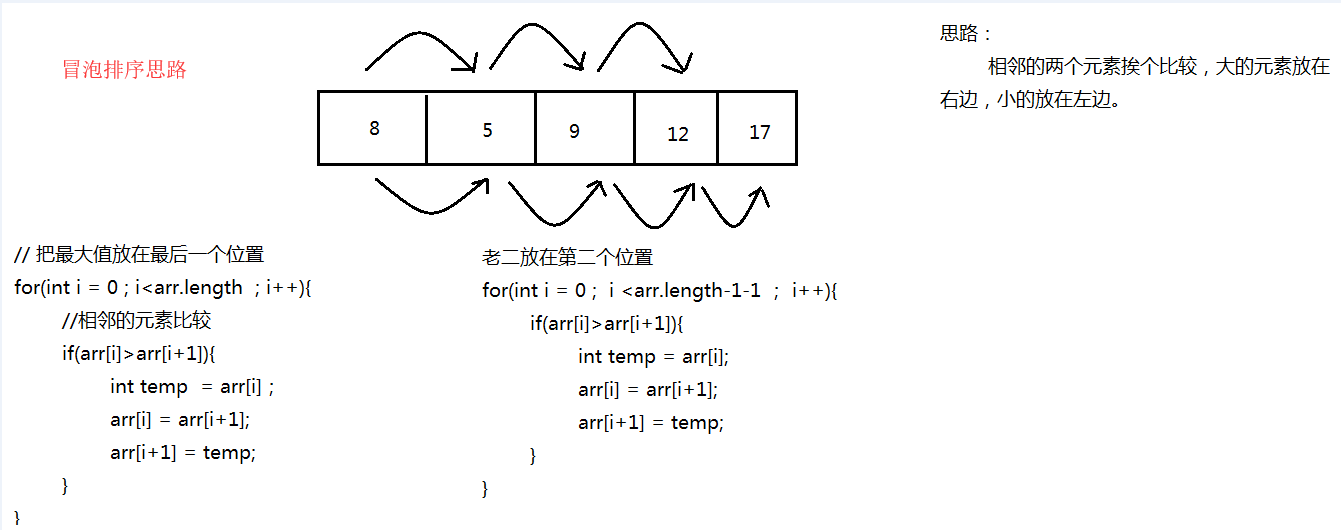 冒泡排序思路
思路：
相邻的两个元素挨个比较，大的元素放在
右边，小的放在左边。
8 5 9 12 17
// 把最大值放在最后一个位置
for(int i = 0 ; i<arr.length  ; i++){
//相邻的元素比较
if(arr[i]>arr[i+1]){
int temp  = arr[i] ;
arr[i] = arr[i+1];
arr[i+1] = temp;
}
}
老二放在第二个位置
for(int i = 0 ;  i <arr.length-1-1  ;  i++){
if(arr[i]>arr[i+1]){
int temp = arr[i];
arr[i] = arr[i+1];
arr[i+1] = temp;
}
}